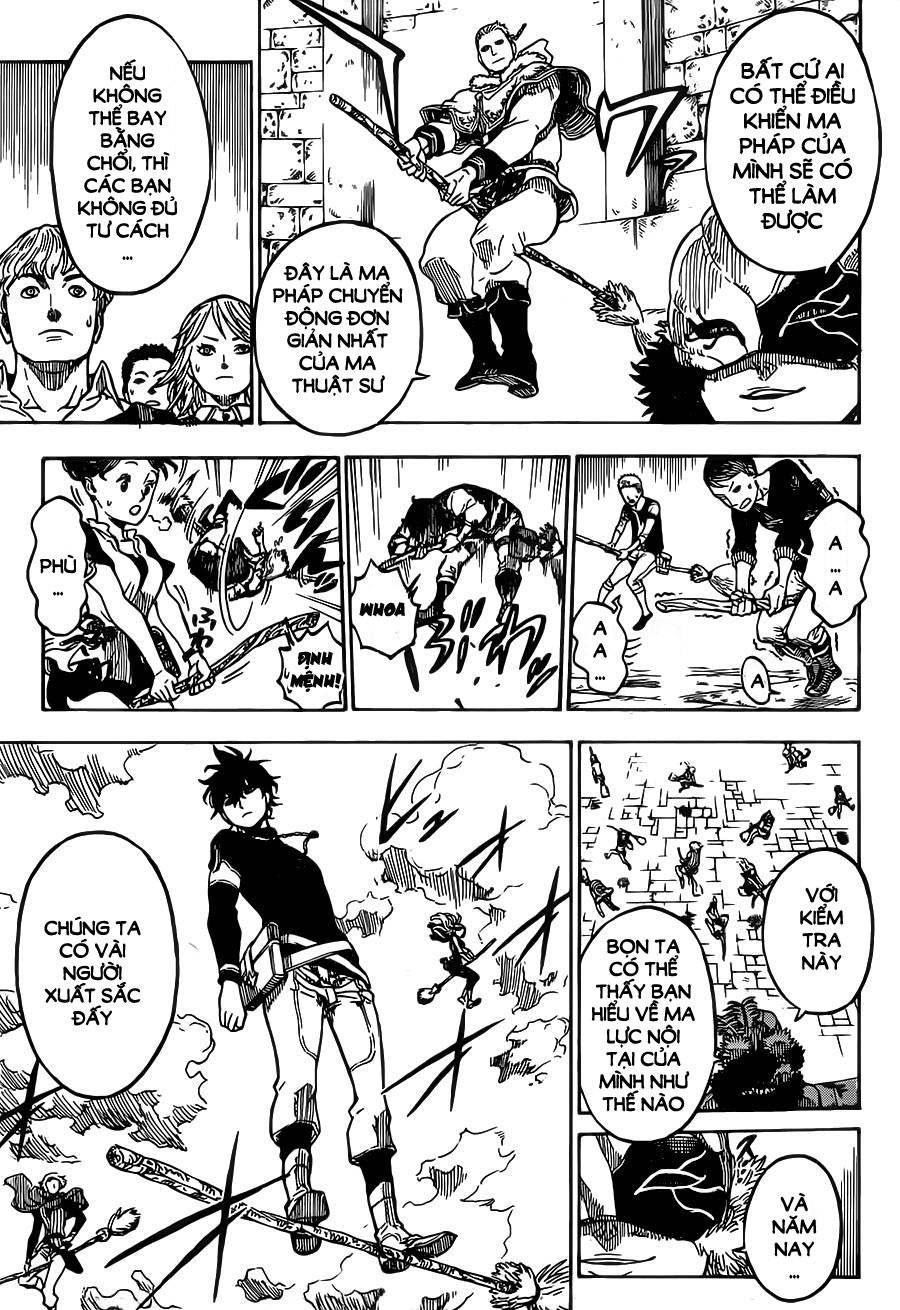 BẤT CỨ AI
CÓ THỂ ĐIỀU
KHIỂN MA
PHÁP CỦA
MÌNH SẼ CÓ
THỂ LÀM
ĐƯỢC
ĐÂY LÀ MA
PHÁP CHUYỂN
ĐỘNG ĐƠN
GIẢN NHẤT
CỦA MA
THUẬT SƯ
NẾU
KHÔNG
THỂ BAY
BẰNG
CHỔI, THÌ
CÁC BẠN
KHÔNG ĐỦ
TƯ CÁCH
...
A
...
A
A
A
...
A
WHOA
PHÙ
...
ĐỊNH
MỆNH!
ふわ
VỚI
KIỂM
TRA
NÀY
BỌN TA
CÓ THỂ
THẤY BẠN
HIỂU VỀ MA
LỰC NỘI
TẠI CỦA
MÌNH NHƯ
THẾ NÀO
VÀ
NĂM
NAY
...
CHÚNG TA
CÓ VÀI
NGƯỜI
XUẤT SẮC
ĐẤY